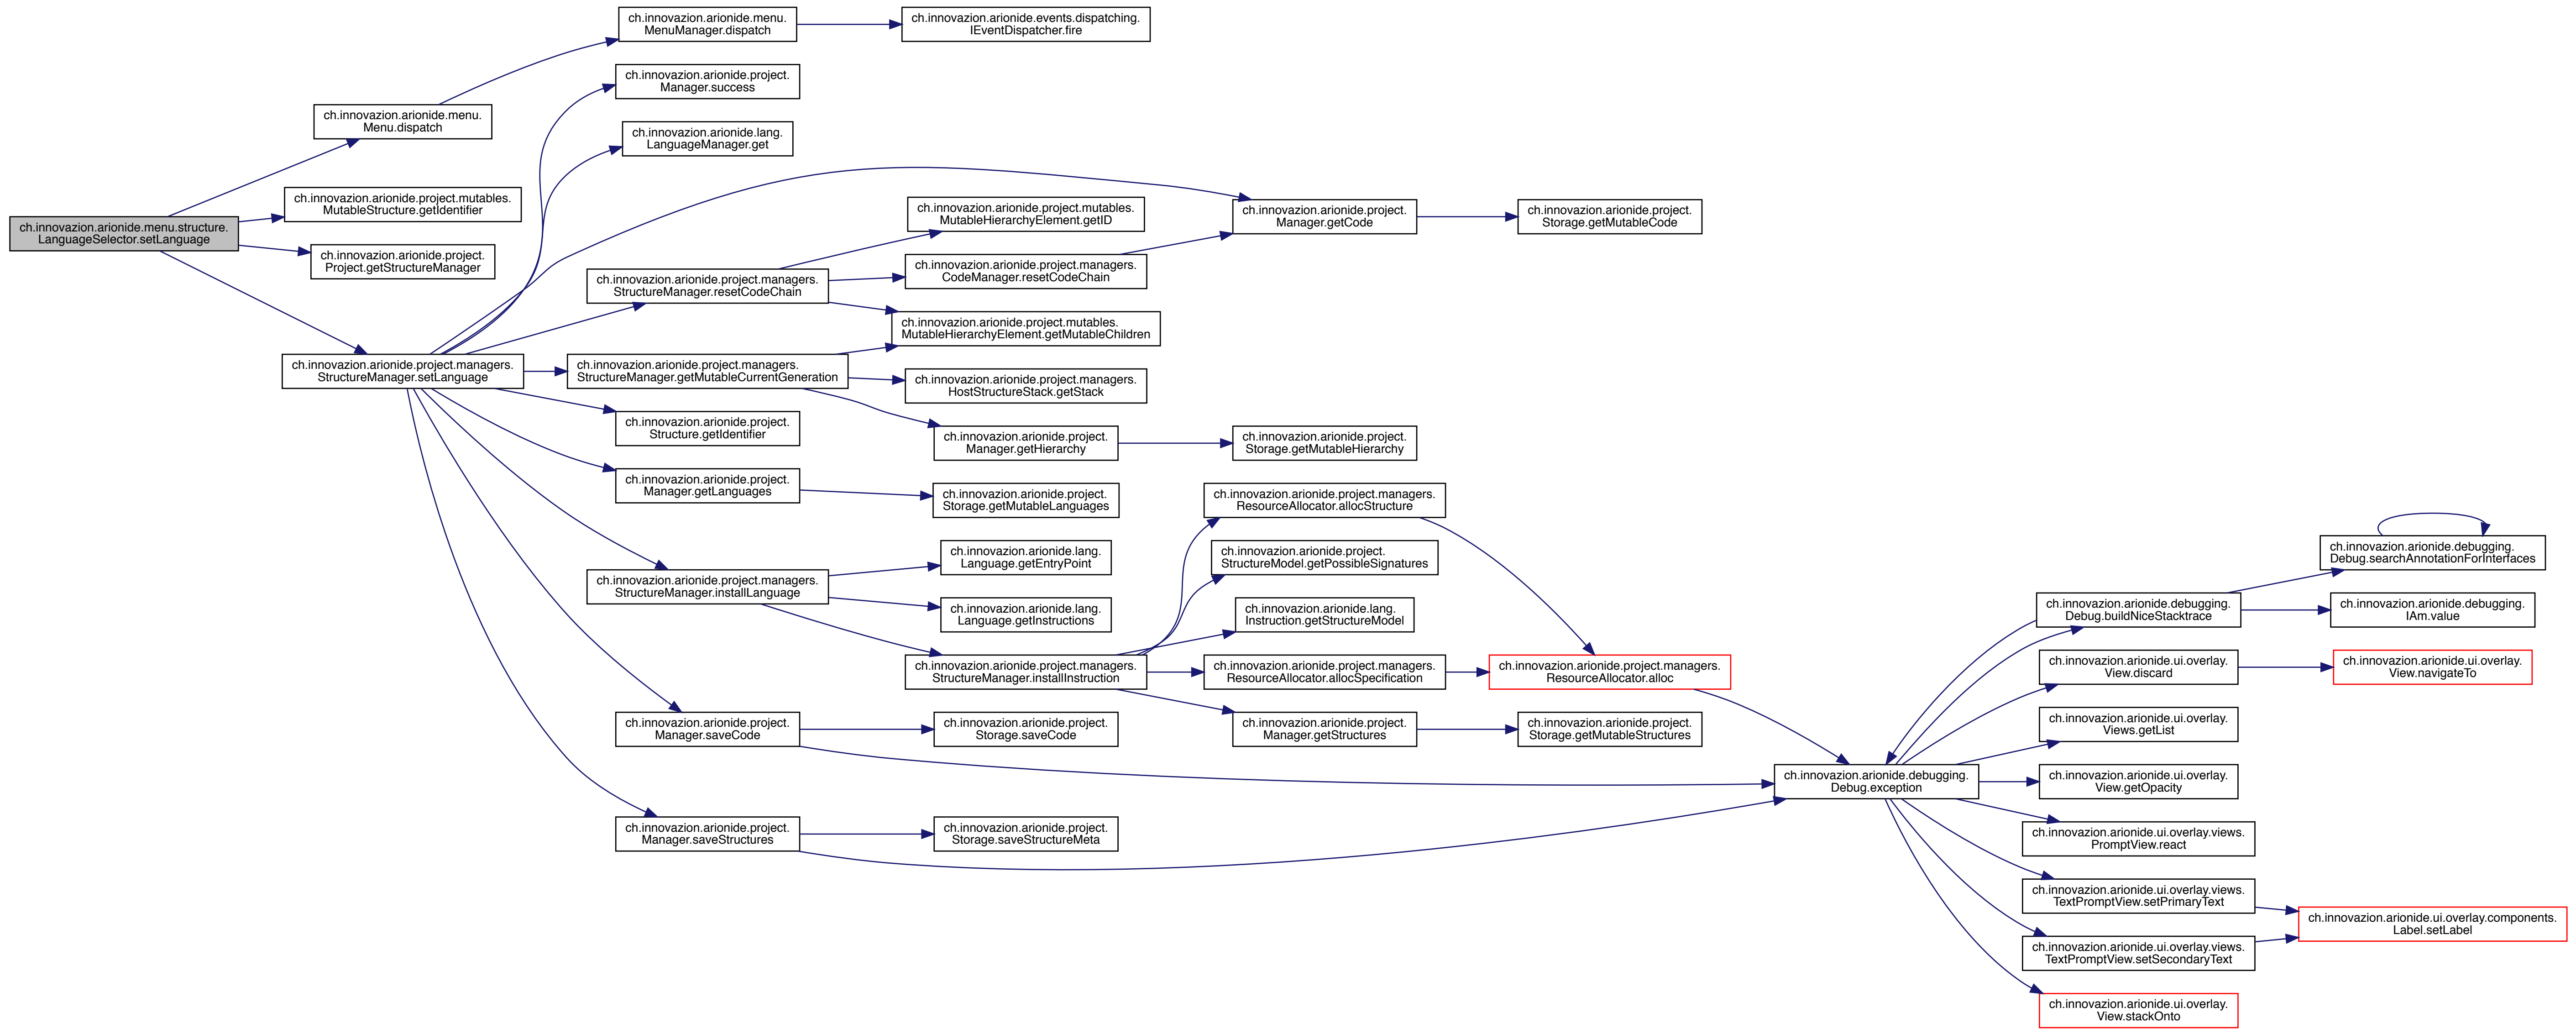 ch.innovazion.arionide.menu.structure.
LanguageSelector.setLanguage
ch.innovazion.arionide.menu.
Menu.dispatch
ch.innovazion.arionide.project.mutables.
MutableStructure.getIdentifier
ch.innovazion.arionide.project.
Project.getStructureManager
ch.innovazion.arionide.project.managers.
StructureManager.setLanguage
ch.innovazion.arionide.menu.
MenuManager.dispatch
ch.innovazion.arionide.project.
Manager.success
ch.innovazion.arionide.lang.
LanguageManager.get
ch.innovazion.arionide.project.managers.
StructureManager.resetCodeChain
ch.innovazion.arionide.project.managers.
StructureManager.getMutableCurrentGeneration
ch.innovazion.arionide.project.
Structure.getIdentifier
ch.innovazion.arionide.project.
Manager.getLanguages
ch.innovazion.arionide.project.managers.
StructureManager.installLanguage
ch.innovazion.arionide.project.
Manager.saveCode
ch.innovazion.arionide.project.
Manager.saveStructures
ch.innovazion.arionide.events.dispatching.
IEventDispatcher.fire
ch.innovazion.arionide.project.mutables.
MutableHierarchyElement.getID
ch.innovazion.arionide.project.managers.
CodeManager.resetCodeChain
ch.innovazion.arionide.project.mutables.
MutableHierarchyElement.getMutableChildren
ch.innovazion.arionide.project.managers.
HostStructureStack.getStack
ch.innovazion.arionide.project.
Manager.getHierarchy
ch.innovazion.arionide.project.
Storage.getMutableLanguages
ch.innovazion.arionide.lang.
Language.getEntryPoint
ch.innovazion.arionide.lang.
Language.getInstructions
ch.innovazion.arionide.project.managers.
StructureManager.installInstruction
ch.innovazion.arionide.project.
Storage.saveCode
ch.innovazion.arionide.project.
Storage.saveStructureMeta
ch.innovazion.arionide.project.
Manager.getCode
ch.innovazion.arionide.project.
Storage.getMutableHierarchy
ch.innovazion.arionide.project.managers.
ResourceAllocator.allocStructure
ch.innovazion.arionide.project.
StructureModel.getPossibleSignatures
ch.innovazion.arionide.lang.
Instruction.getStructureModel
ch.innovazion.arionide.project.managers.
ResourceAllocator.allocSpecification
ch.innovazion.arionide.project.
Manager.getStructures
ch.innovazion.arionide.project.
Storage.getMutableCode
ch.innovazion.arionide.project.managers.
ResourceAllocator.alloc
ch.innovazion.arionide.project.
Storage.getMutableStructures
ch.innovazion.arionide.debugging.
Debug.exception
ch.innovazion.arionide.debugging.
Debug.buildNiceStacktrace
ch.innovazion.arionide.ui.overlay.
View.discard
ch.innovazion.arionide.ui.overlay.
Views.getList
ch.innovazion.arionide.ui.overlay.
View.getOpacity
ch.innovazion.arionide.ui.overlay.views.
PromptView.react
ch.innovazion.arionide.ui.overlay.views.
TextPromptView.setPrimaryText
ch.innovazion.arionide.ui.overlay.views.
TextPromptView.setSecondaryText
ch.innovazion.arionide.ui.overlay.
View.stackOnto
ch.innovazion.arionide.debugging.
Debug.searchAnnotationForInterfaces
ch.innovazion.arionide.debugging.
IAm.value
ch.innovazion.arionide.ui.overlay.
View.navigateTo
ch.innovazion.arionide.ui.overlay.components.
Label.setLabel